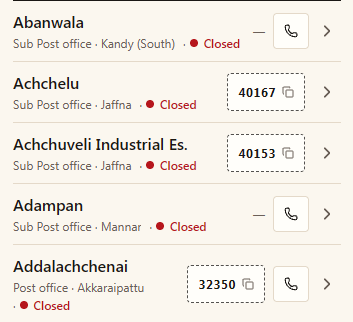 Abanwala
Sub Post office · Kandy (South) · ● Closed
—
Achchelu
Sub Post office · Jaffna · ● Closed
40167
Achchuveli Industrial Es.
Sub Post office · Jaffna · ● Closed
40153
Adampan
Sub Post office · Mannar · ● Closed
—
Addalachchenai
Post office · Akkaraipattu
· ● Closed
32350